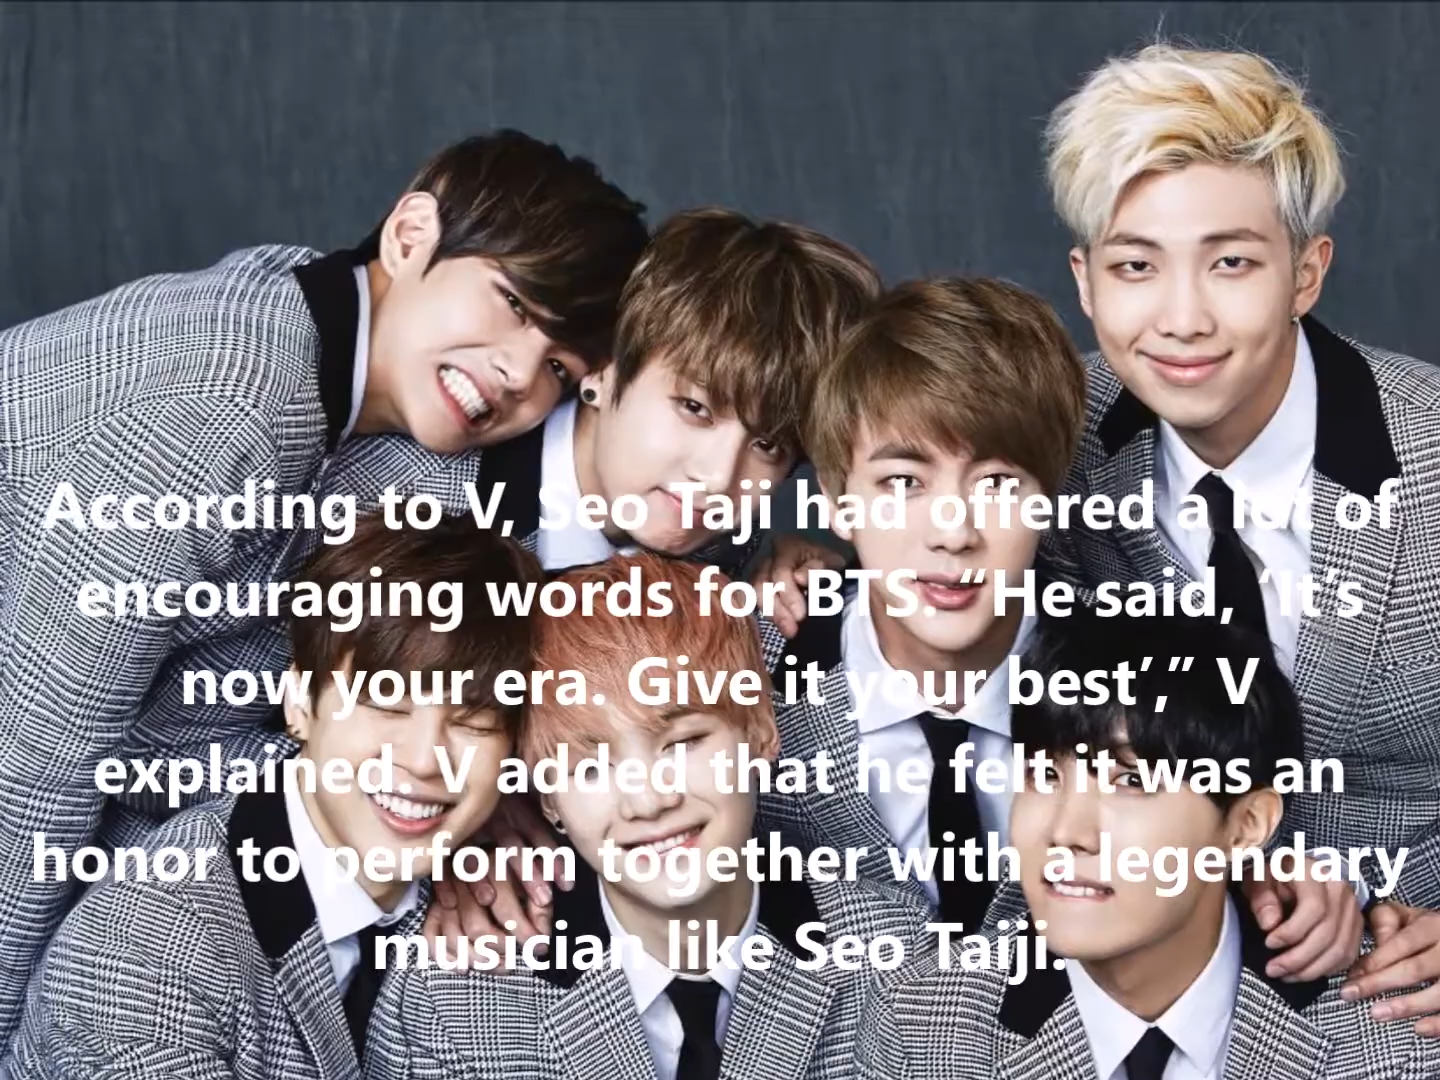 According to V, Seo Taji had offered a lot of
encouraging words for BTS. “He said, ‘It’s
now your era. Give it your best’,” V
explained. V added that he felt it was an
honor to perform together with a legendary
musician like Seo Taiji.